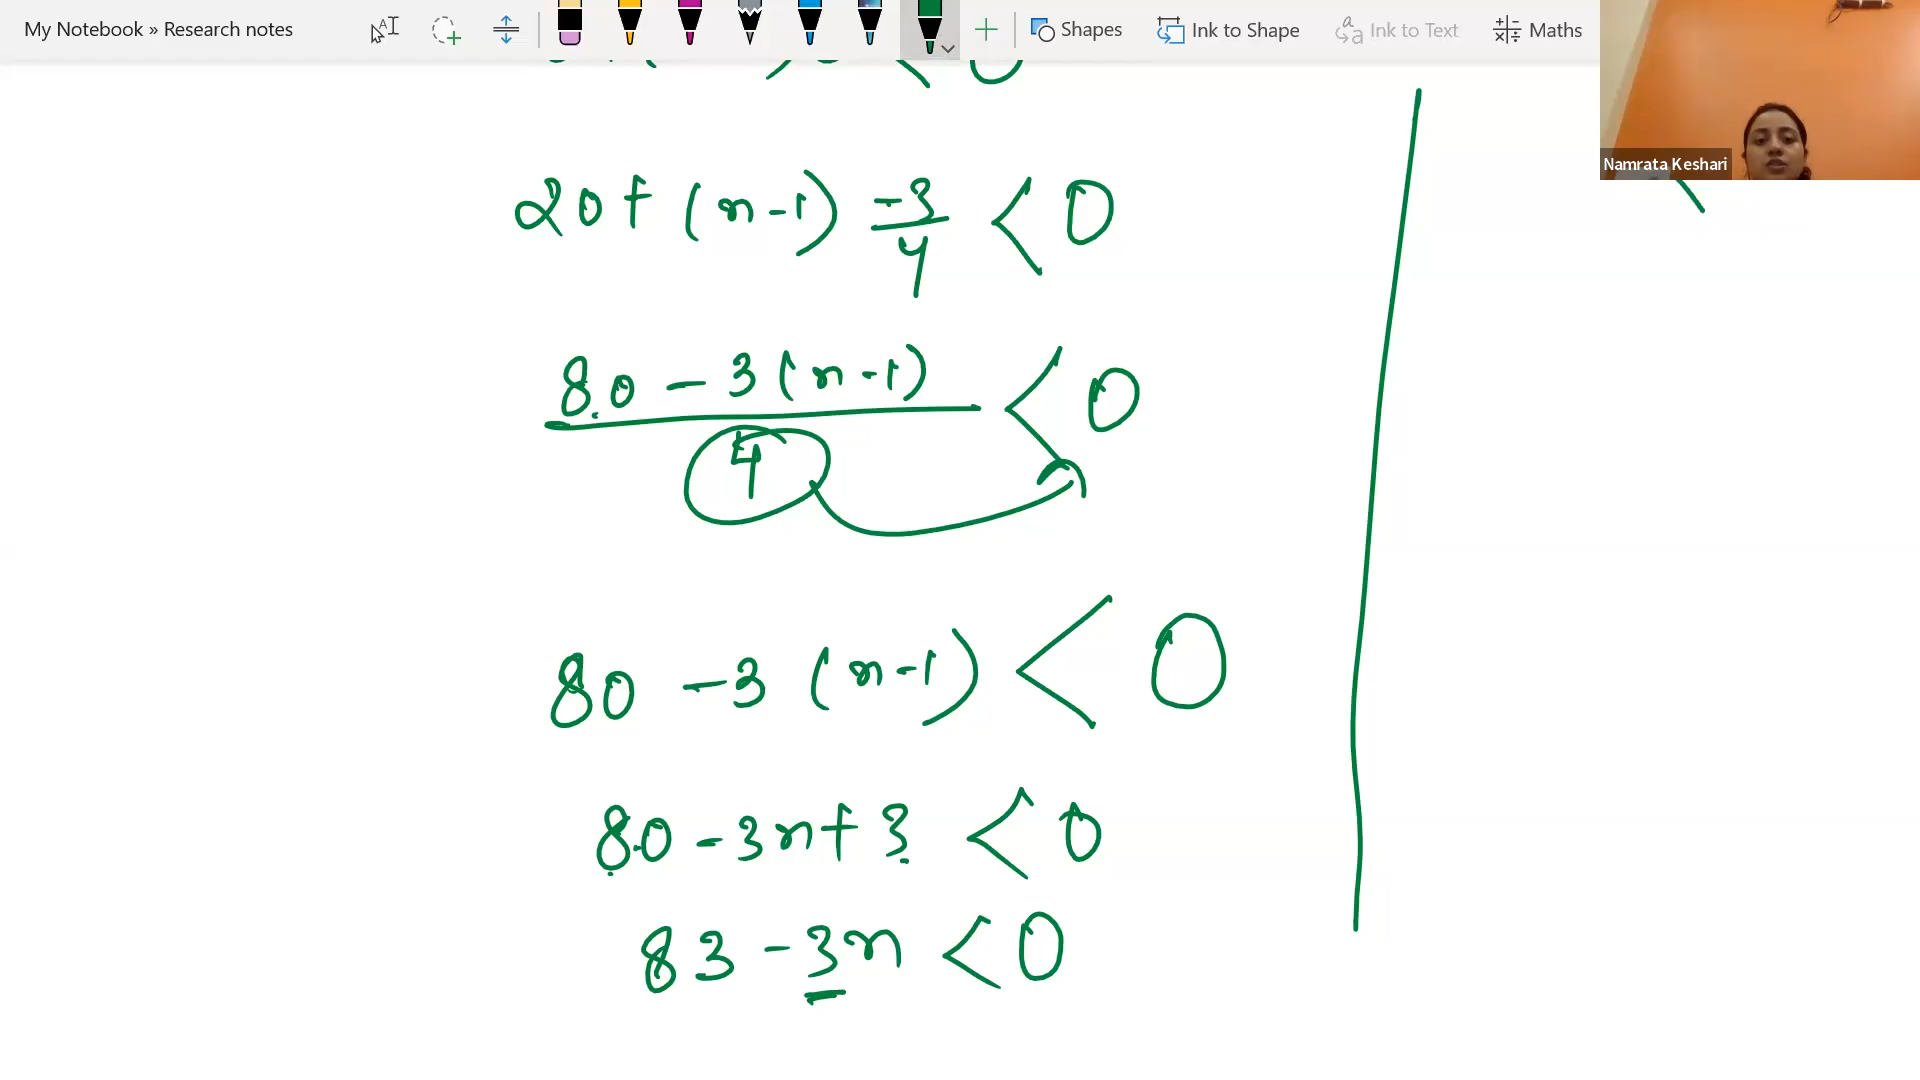 My Notebook » Research notes
Shapes
Ink to Shape
Ink to Text
Maths
Namrata Keshari
20 + (n-1) -3/4 < 0
80 - 3(n-1) / 4 < 0
80 - 3 (n-1) < 0
80 - 3n + 3 < 0
83 - 3n < 0